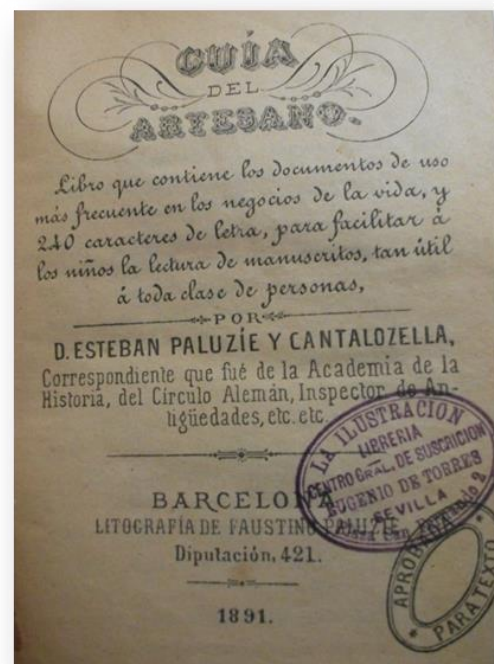 GUÍA
DEL
ARTESANO.
Libro que contiene los documentos de uso
más frecuente en los negocios de la vida, y
240 caracteres de letra, para facilitar á
los niños la lectura de manuscritos, tan útil
á toda clase de personas,
POR
D. ESTEBAN PALUZÍE Y CANTALOZELLA,
Correspondiente que fué de la Academia de la
Historia, del Círculo Alemán, Inspector de An-
tigüedades, etc. etc.
LA ILUSTRACION
LIBRERIA
CENTRO GRAL. DE SUSCRICION
EUGENIO DE TORRES
SEVILLA
BARCELONA
LITOGRAFÍA DE FAUSTINO PALUZÍE
Diputación, 421.
APROBADA
PARA TEXTO
1891.